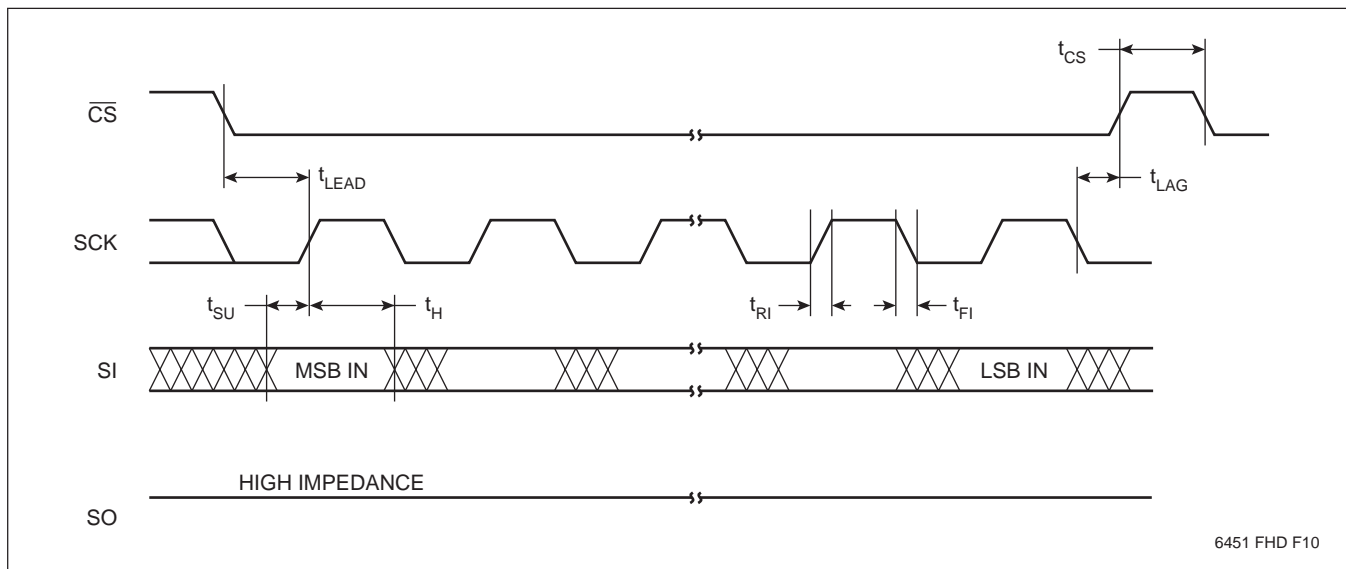 tCS
CS
tLEAD
tLAG
SCK
tSU
tH
tRI
tFI
SI
MSB IN
LSB IN
HIGH IMPEDANCE
SO
6451 FHD F10